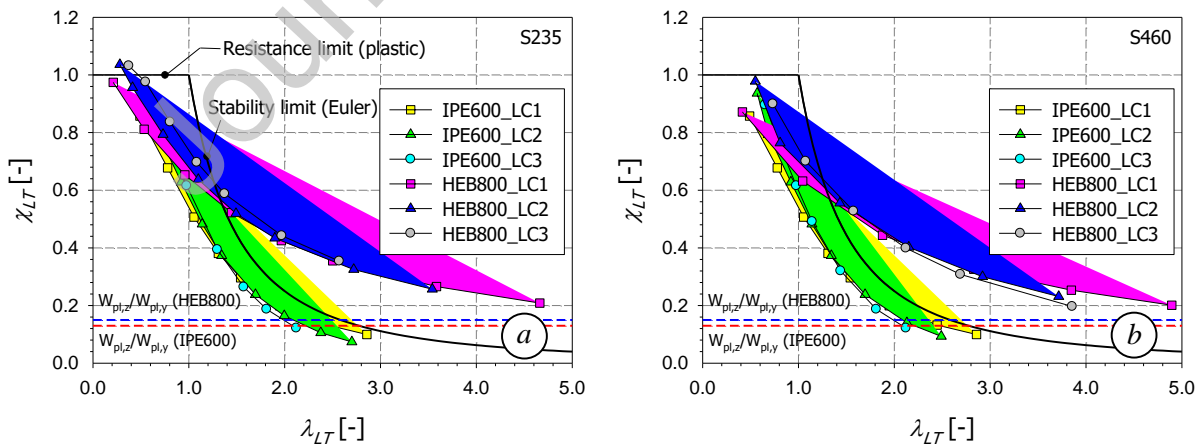 1.2
1.0
0.8
0.6
0.4
0.2
0.0
χLT [-]
S235
Resistance limit (plastic)
Stability limit (Euler)
IPE600_LC1
IPE600_LC2
IPE600_LC3
HEB800_LC1
HEB800_LC2
HEB800_LC3
Wpl,z/Wpl,y (HEB800)
Wpl,z/Wpl,y (IPE600)
a
0.0 1.0 2.0 3.0 4.0 5.0
λLT [-]
1.2
1.0
0.8
0.6
0.4
0.2
0.0
χLT [-]
S460
IPE600_LC1
IPE600_LC2
IPE600_LC3
HEB800_LC1
HEB800_LC2
HEB800_LC3
Wpl,z/Wpl,y (HEB800)
Wpl,z/Wpl,y (IPE600)
b
0.0 1.0 2.0 3.0 4.0 5.0
λLT [-]